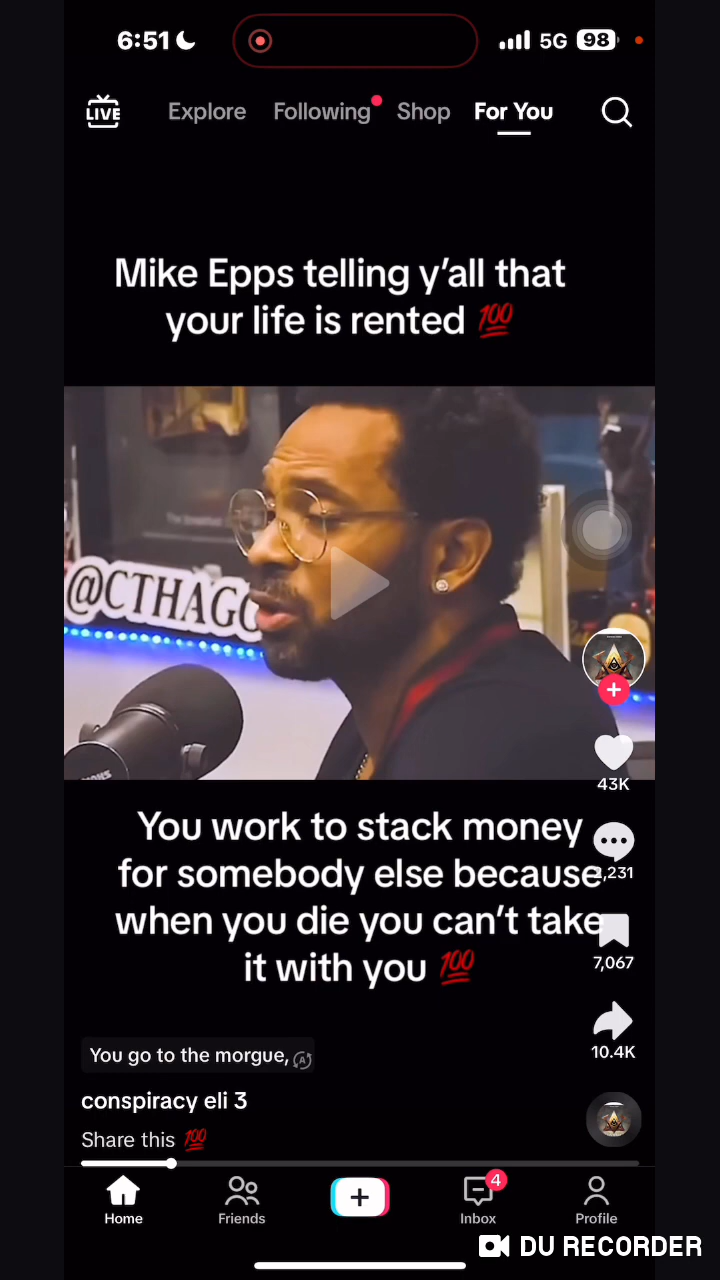 6:51
5G
98
LIVE
Explore
Following
Shop
For You
Mike Epps telling y’all that
your life is rented 💯
@CTHAGO
You work to stack money
for somebody else because
when you die you can’t take
it with you 💯
43K
7,067
10.4K
You go to the morgue,
conspiracy eli 3
Share this 💯
Home
Friends
4
Inbox
Profile
DU RECORDER